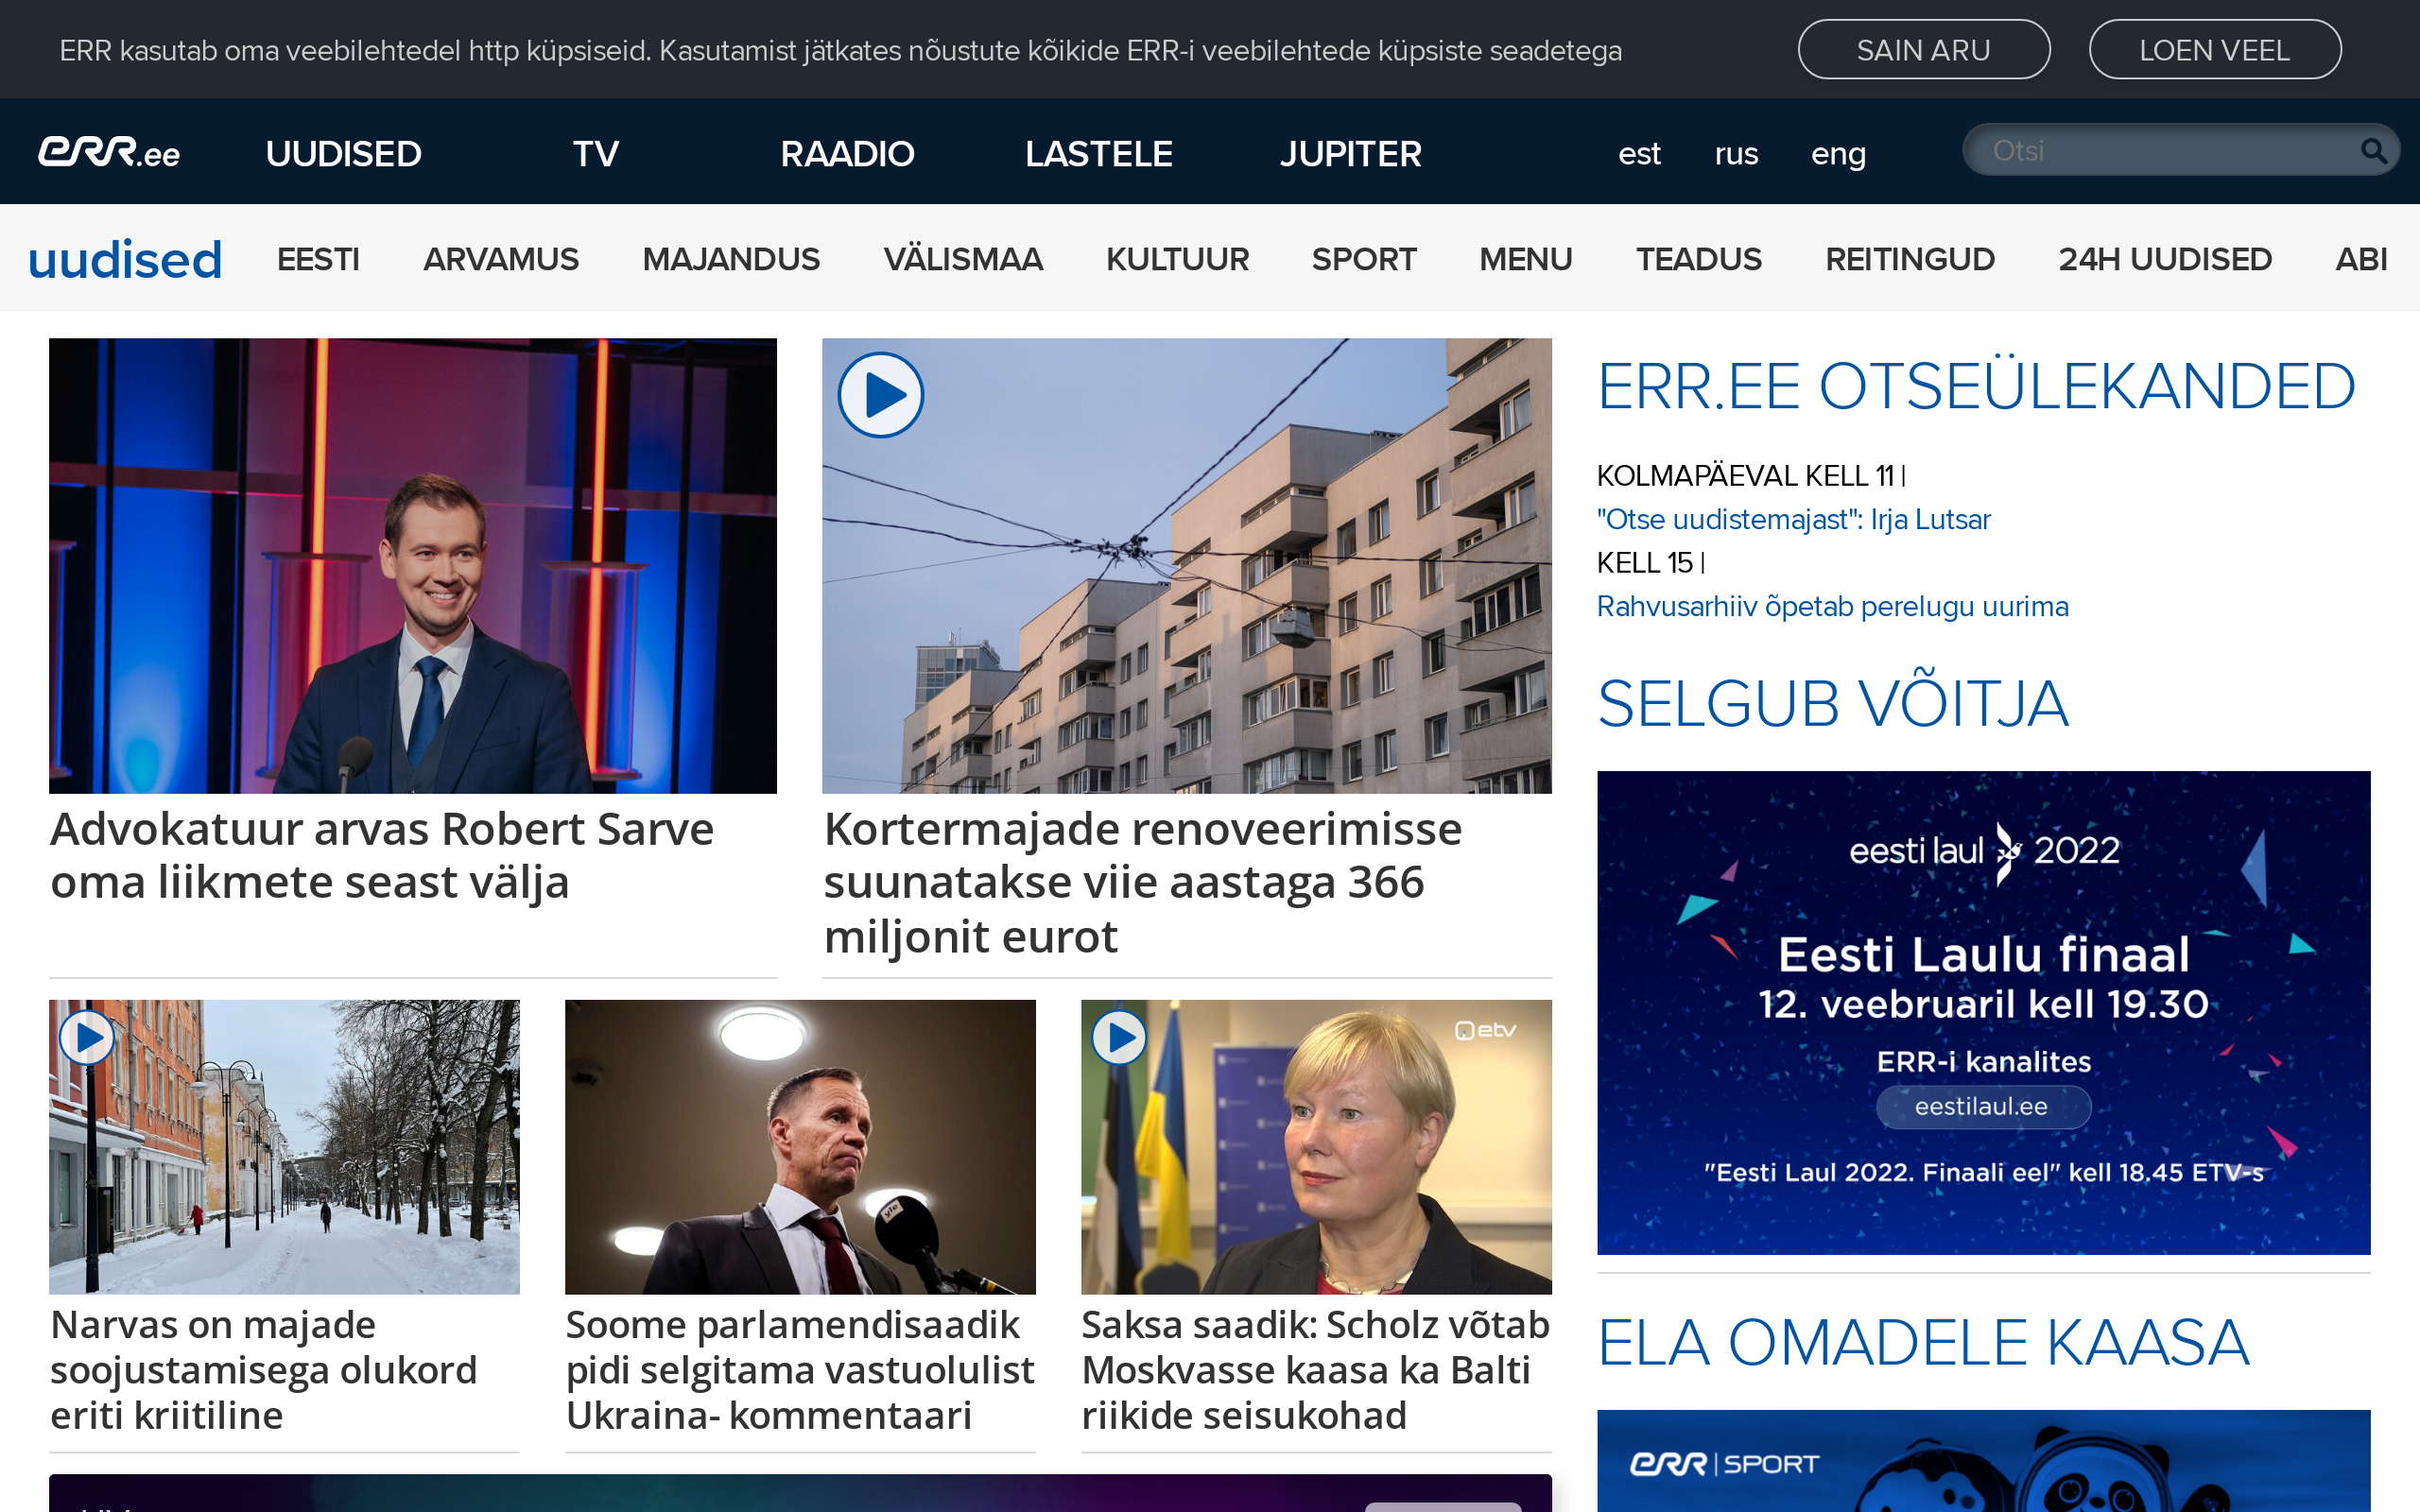 ERR kasutab oma veebilehtedel http küpsiseid. Kasutamist jätkates nõustute kõikide ERR-i veebilehtede küpsiste seadetega
SAIN ARU
LOEN VEEL
err.ee
UUDISED
TV
RAADIO
LASTELE
JUPITER
est
rus
eng
Otsi
uudised
EESTI
ARVAMUS
MAJANDUS
VÄLISMAA
KULTUUR
SPORT
MENU
TEADUS
REITINGUD
24H UUDISED
ABI
Advokatuur arvas Robert Sarve
oma liikmete seast välja
Kortermajade renoveerimisse
suunatakse viie aastaga 366
miljonit eurot
yle
etv
Narvas on majade
soojustamisega olukord
eriti kriitiline
Soome parlamendisaadik
pidi selgitama vastuolulist
Ukraina- kommentaari
Saksa saadik: Scholz võtab
Moskvasse kaasa ka Balti
riikide seisukohad
ERR.EE OTSEÜLEKANDED
KOLMAPÄEVAL KELL 11 |
"Otse uudistemajast": Irja Lutsar
KELL 15 |
Rahvusarhiiv õpetab perelugu uurima
SELGUB VÕITJA
eesti laul 2022
Eesti Laulu finaal
12. veebruaril kell 19.30
ERR-i kanalites
eestilaul.ee
"Eesti Laul 2022. Finaali eel" kell 18.45 ETV-s
ELA OMADELE KAASA
err | SPORT